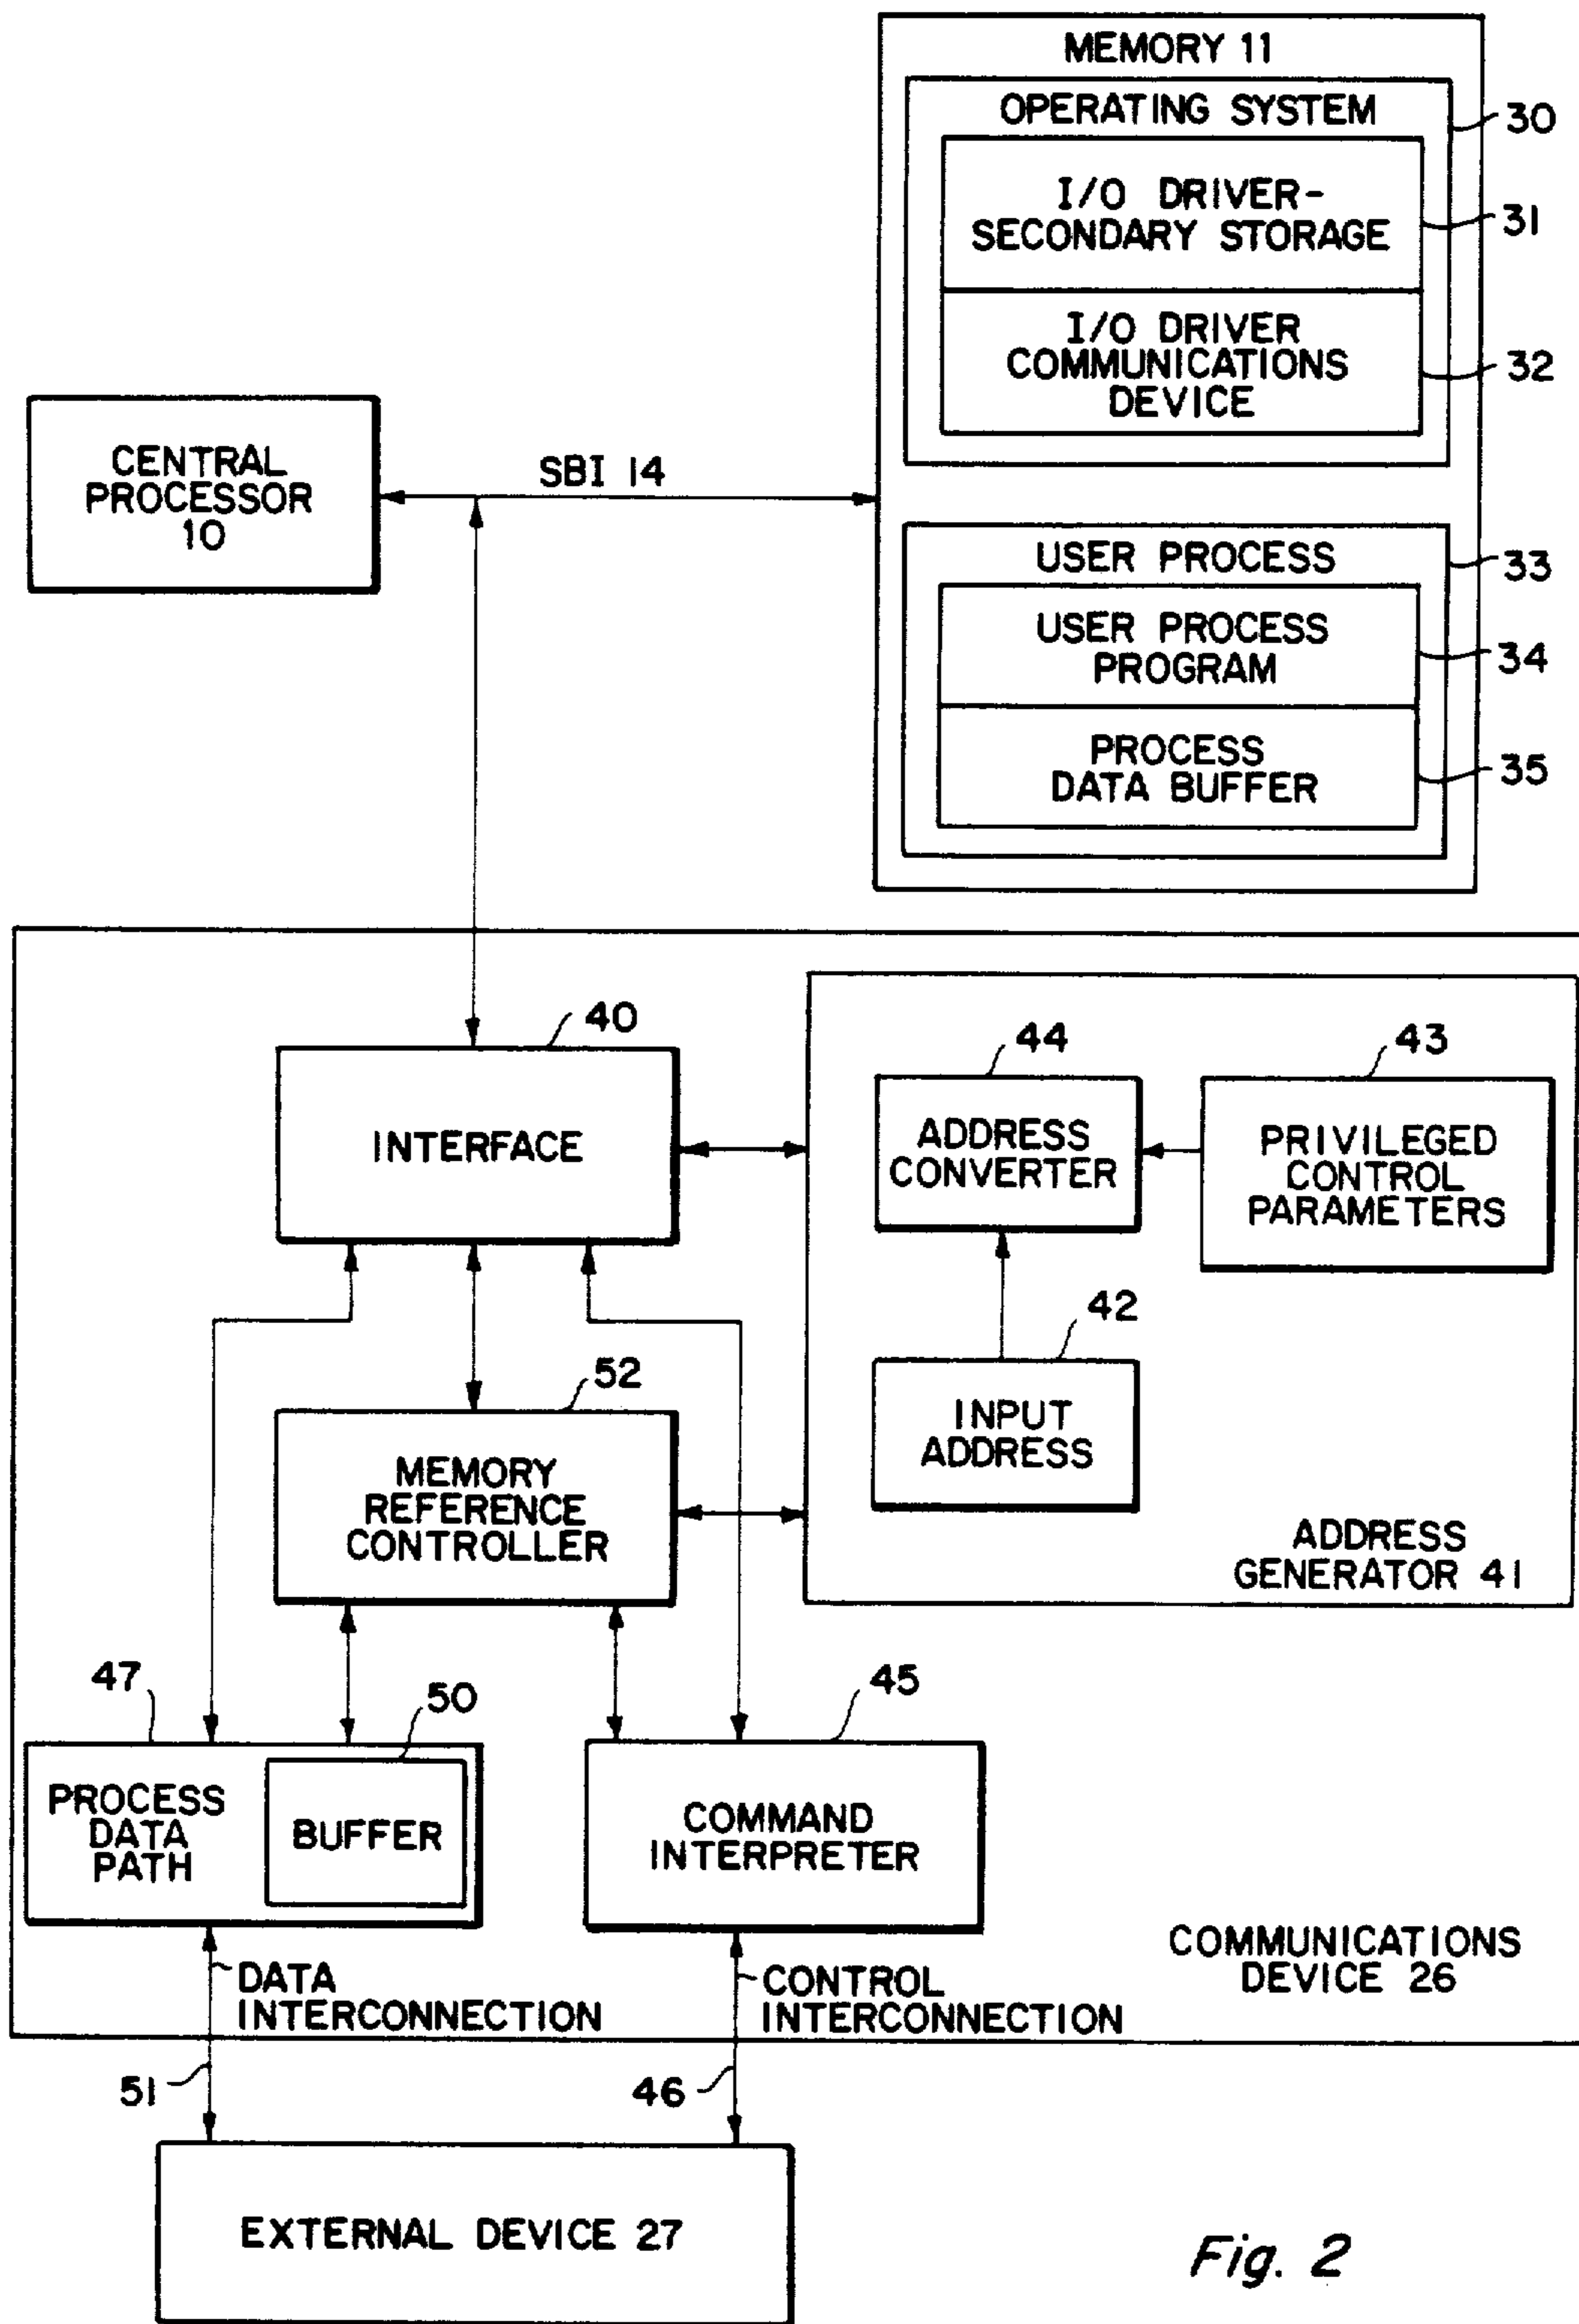 MEMORY 11
OPERATING SYSTEM
30
I/O DRIVER-
SECONDARY STORAGE
31
I/O DRIVER
COMMUNICATIONS
DEVICE
32
CENTRAL
PROCESSOR
10
SBI 14
USER PROCESS
33
USER PROCESS
PROGRAM
34
PROCESS
DATA BUFFER
35
40
INTERFACE
44
ADDRESS
CONVERTER
43
PRIVILEGED
CONTROL
PARAMETERS
42
INPUT
ADDRESS
52
MEMORY
REFERENCE
CONTROLLER
ADDRESS
GENERATOR 41
47
50
PROCESS
DATA
PATH
BUFFER
45
COMMAND
INTERPRETER
COMMUNICATIONS
DEVICE 26
DATA
INTERCONNECTION
CONTROL
INTERCONNECTION
51
46
EXTERNAL DEVICE 27
Fig. 2